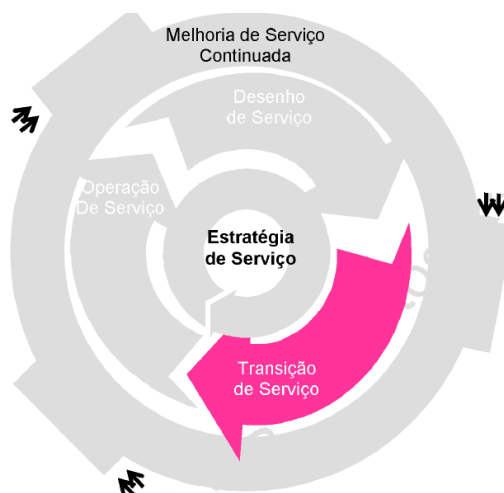 Melhoria de Serviço
Continuada
Desenho
de Serviço
Operação
De Serviço
Estratégia
de Serviço
Transição
de Serviço